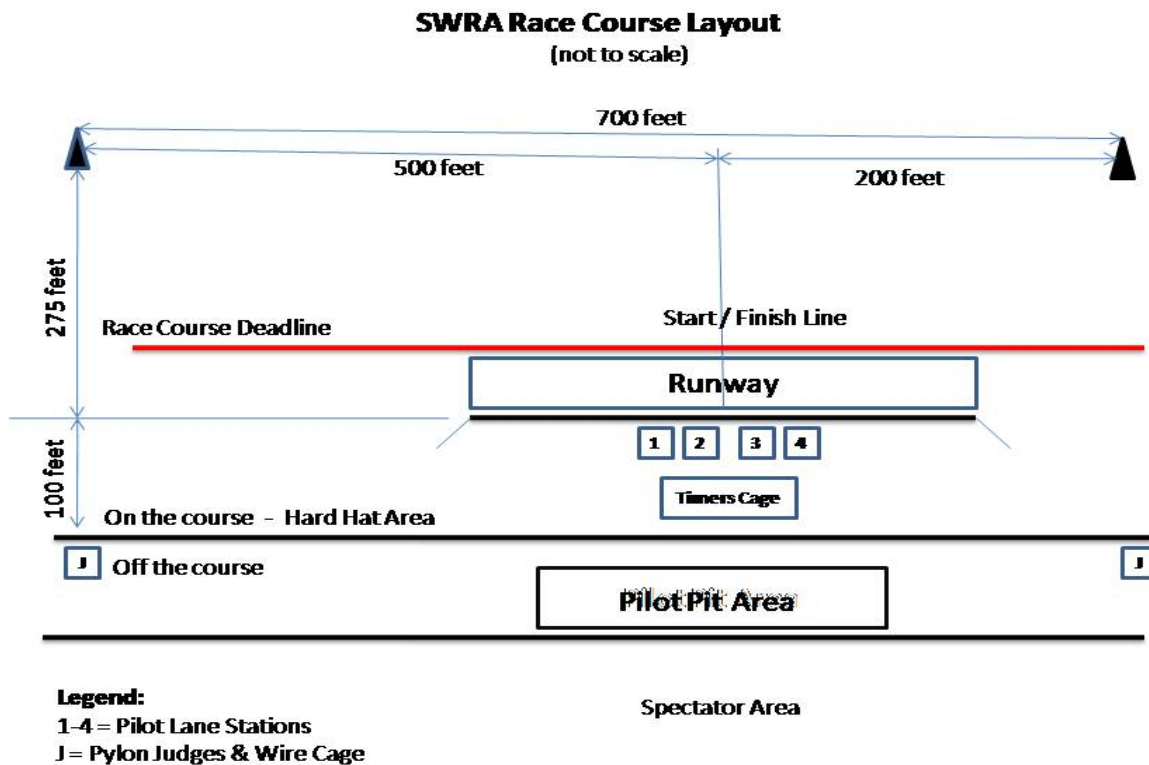 SWRA Race Course Layout
(not to scale)
700 feet
500 feet
200 feet
275 feet
Race Course Deadline
Start / Finish Line
Runway
1 2 3 4
100 feet
Timers Cage
On the course - Hard Hat Area
J Off the course J
Pilot Pit Area
Legend:
Spectator Area
1-4 = Pilot Lane Stations
J = Pylon Judges & Wire Cage